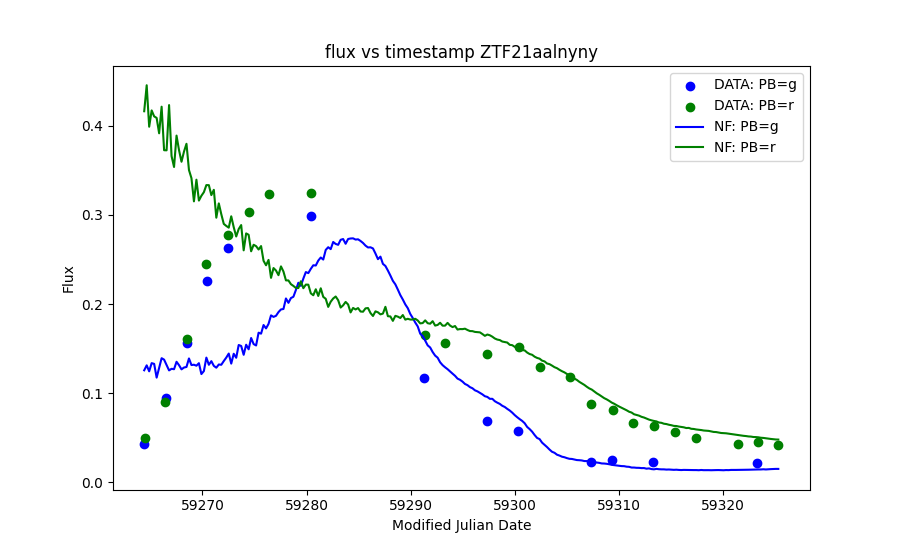 flux vs timestamp ZTF21aalnyny
DATA: PB=g
DATA: PB=r
NF: PB=g
NF: PB=r
Flux
0.4
0.3
0.2
0.1
0.0
59270 59280 59290 59300 59310 59320
Modified Julian Date